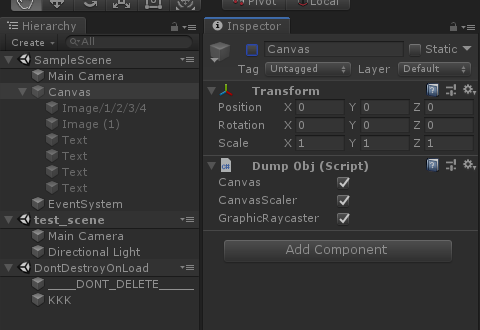 Pivot
Local
Hierarchy
Create
All
SampleScene
Main Camera
Canvas
Image/1/2/3/4
Image (1)
Text
Text
Text
Text
EventSystem
test_scene
Main Camera
Directional Light
DontDestroyOnLoad
_____DONT_DELETE______
KKK
Inspector
Canvas
Static
Tag Untagged Layer Default
Transform
Position X 0 Y 0 Z 0
Rotation X 0 Y 0 Z 0
Scale X 1 Y 1 Z 1
Dump Obj (Script)
Canvas
CanvasScaler
GraphicRaycaster
Add Component